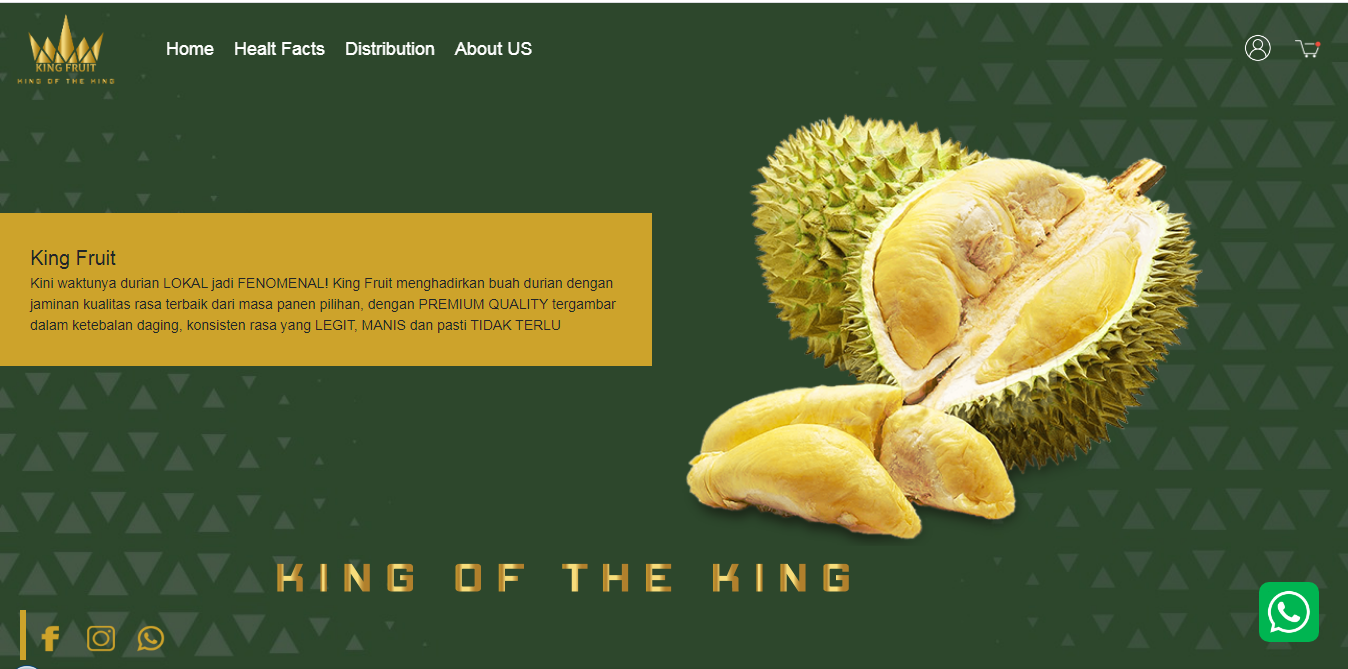 KING FRUIT
KING OF THE KING
Home Healt Facts Distribution About US
King Fruit
Kini waktunya durian LOKAL jadi FENOMENAL! King Fruit menghadirkan buah durian dengan
jaminan kualitas rasa terbaik dari masa panen pilihan, dengan PREMIUM QUALITY tergambar
dalam ketebalan daging, konsisten rasa yang LEGIT, MANIS dan pasti TIDAK TERLU
KING OF THE KING